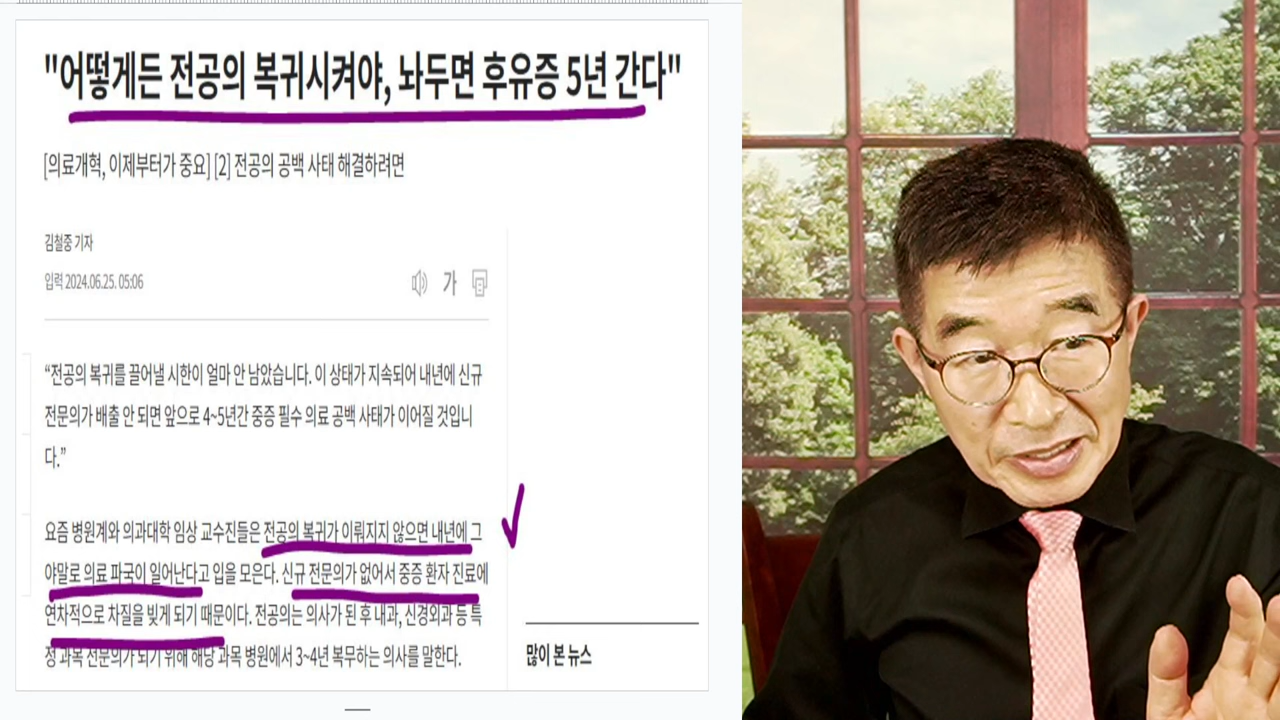 "어떻게든 전공의 복귀시켜야, 놔두면 후유증 5년 간다"
[의료개혁, 이제부터가 중요] [2] 전공의 공백 사태 해결하려면
김철중 기자
입력 2024.06.25. 05:06
가
“전공의 복귀를 끌어낼 시한이 얼마 안 남았습니다. 이 상태가 지속되어 내년에 신규
전문의가 배출 안 되면 앞으로 4~5년간 중증 필수 의료 공백 사태가 이어질 것입니
다.”
요즘 병원계와 의과대학 임상 교수진들은 전공의 복귀가 이뤄지지 않으면 내년에 그
야말로 의료 파국이 일어난다고 입을 모은다. 신규 전문의가 없어서 중증 환자 진료에
연차적으로 차질을 빚게 되기 때문이다. 전공의는 의사가 된 후 내과, 신경외과 등 특
정 과목 전문의가 되기 위해 해당 과목 병원에서 3~4년 복무하는 의사를 말한다.
많이 본 뉴스